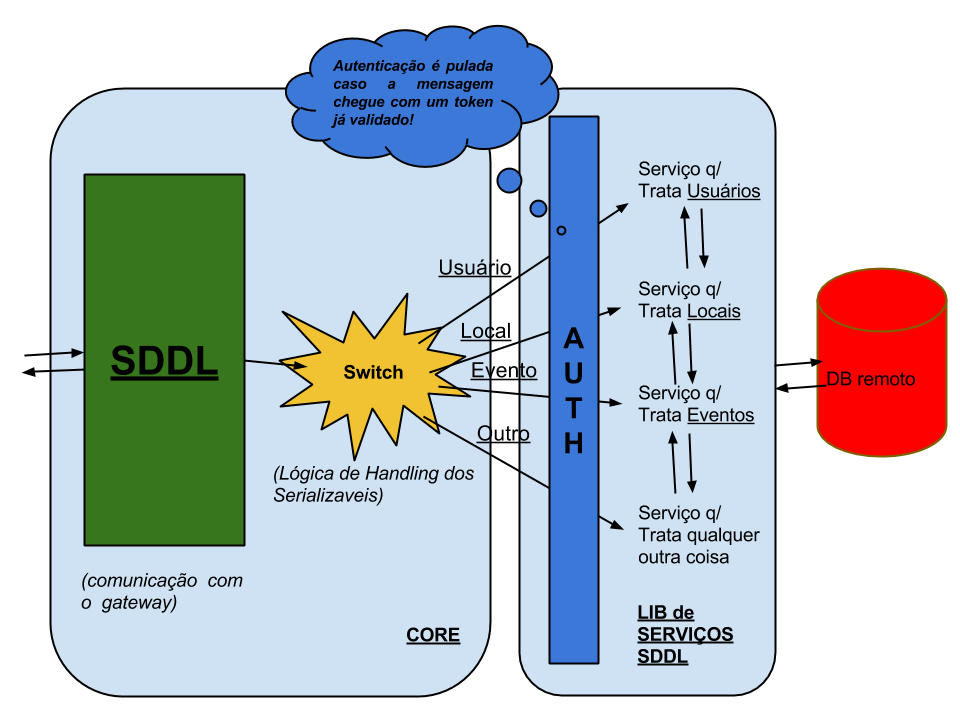 Autenticação é pulada
caso a mensagem
chegue com um token
já validado!
Serviço q/
Trata Usuários
Usuário
Serviço q/
Trata Locais
Local
SDDL
Switch
Evento
A
U
T
H
DB remoto
Serviço q/
Trata Eventos
Outro
(Lógica de Handling dos
Serializaveis)
Serviço q/
Trata qualquer
outra coisa
(comunicação com
o gateway)
CORE
LIB de
SERVIÇOS
SDDL